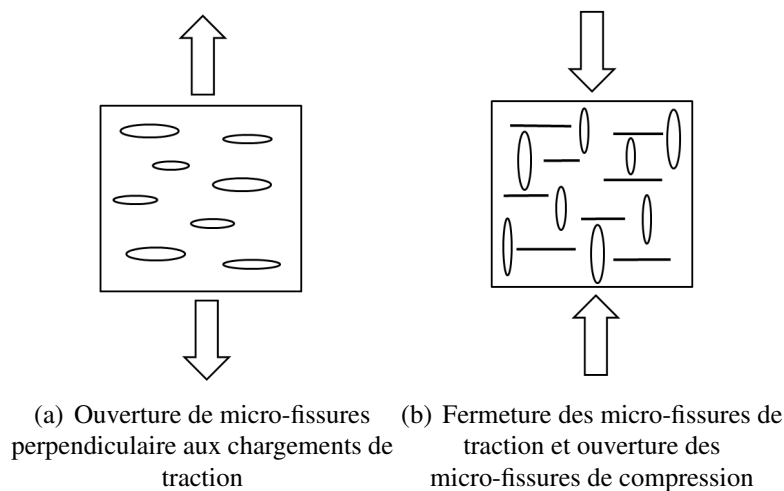 (a) Ouverture de micro-fissures
perpendiculaire aux chargements de
traction
(b) Fermeture des micro-fissures de
traction et ouverture des
micro-fissures de compression